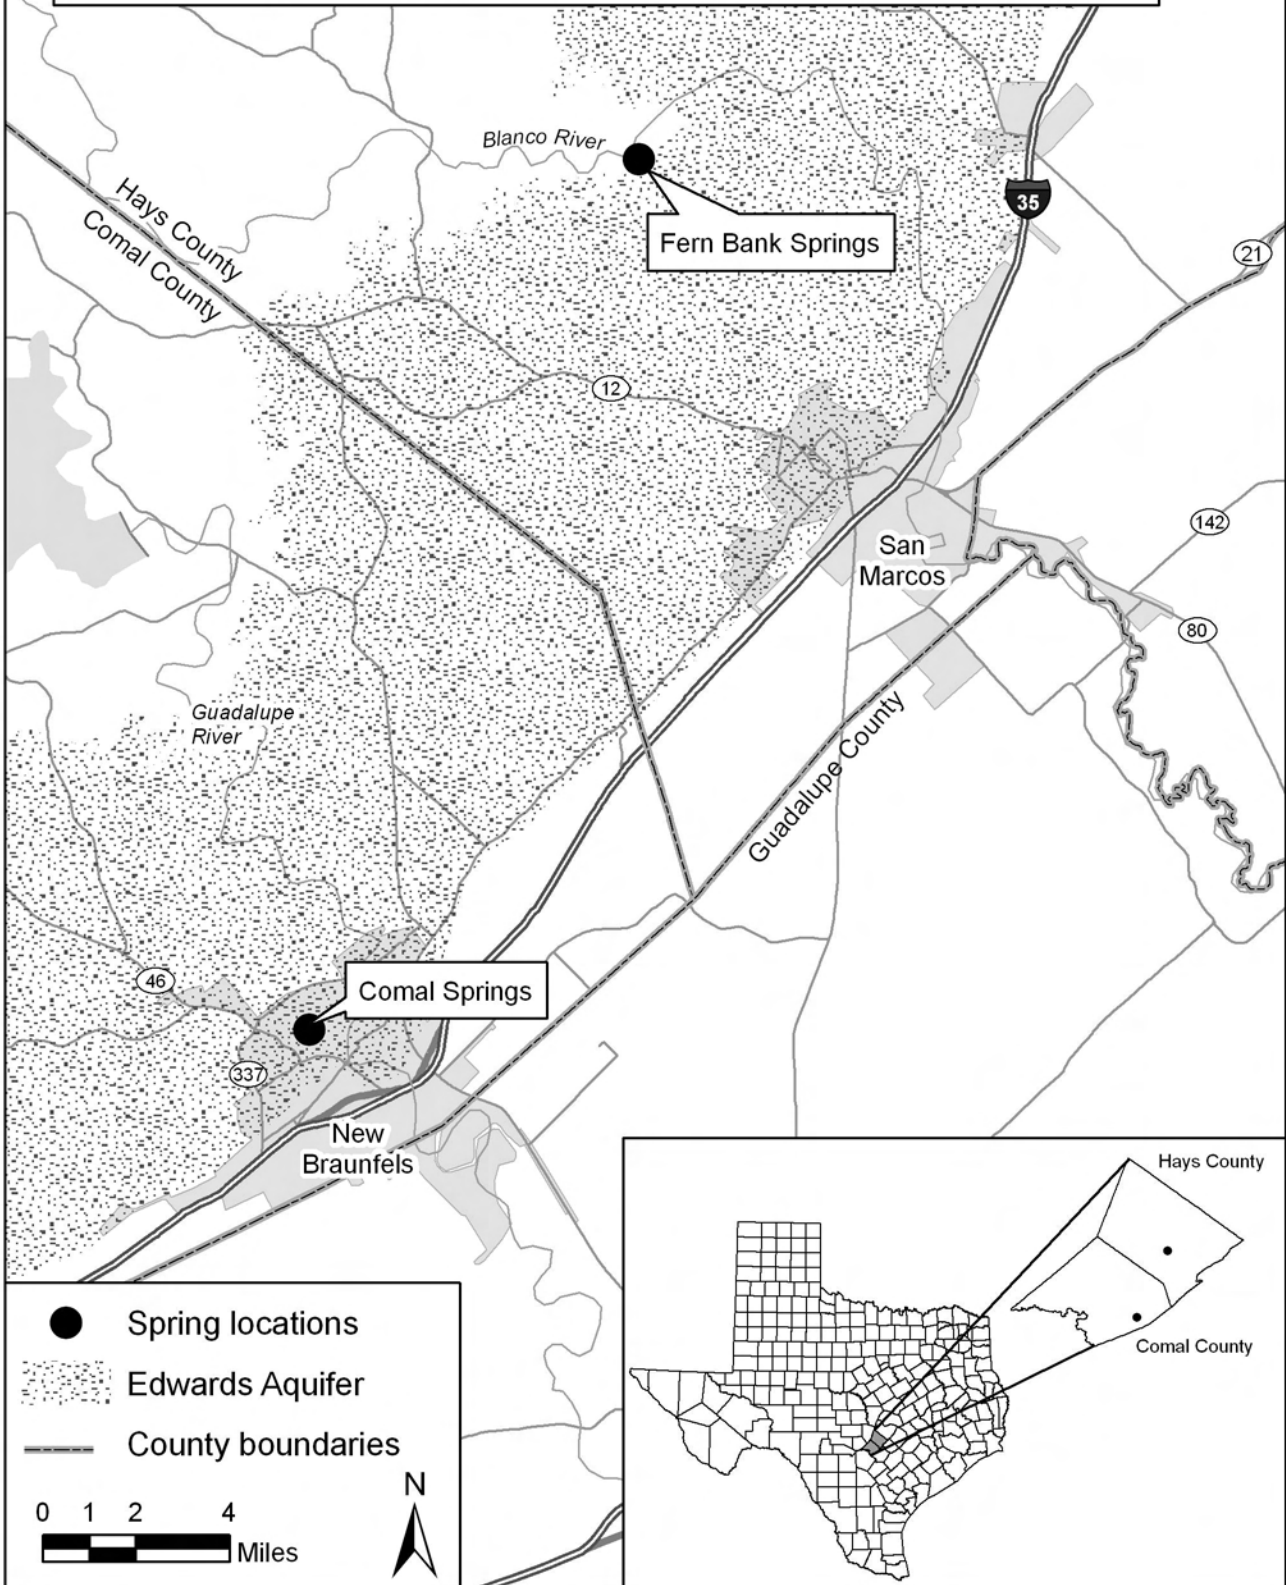 Blanco River
35
Hays County
Comal County
Fern Bank Springs
21
12
142
San
Marcos
80
Guadalupe
River
Guadalupe County
46
Comal Springs
337
New
Braunfels
Hays County
Comal County
Spring locations
Edwards Aquifer
County boundaries
N
0 1 2 4
Miles